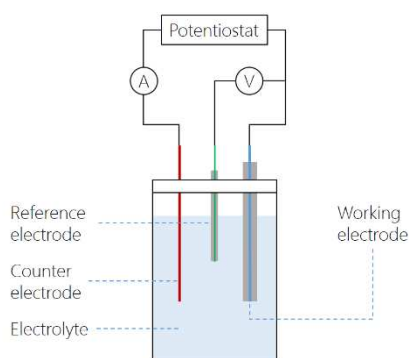 Potentiostat
A
V
Reference
electrode
Working
electrode
Counter
electrode
Electrolyte